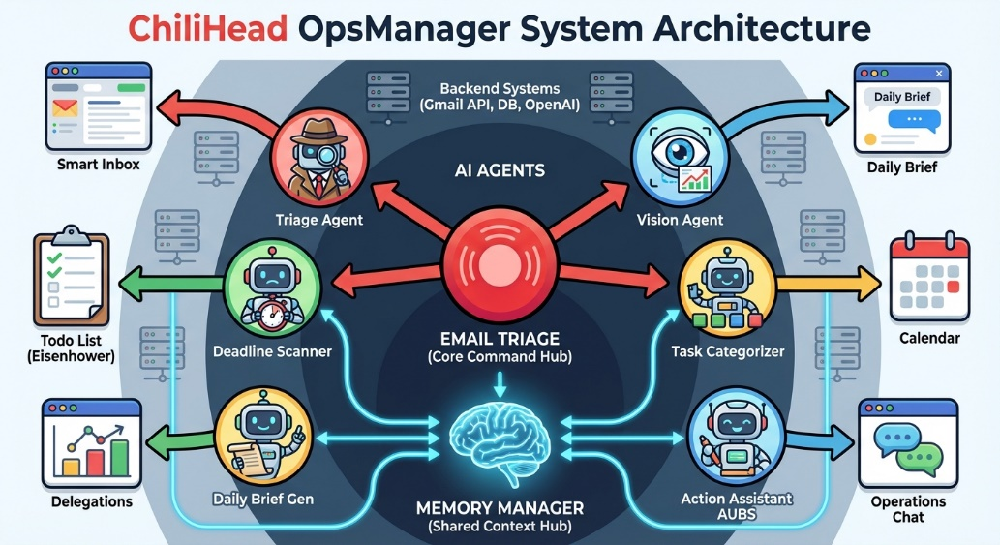 ChiliHead OpsManager System Architecture
Backend Systems
(Gmail API, DB, OpenAI)
Daily Brief
Smart Inbox
AI AGENTS
Daily Brief
Triage Agent
Vision Agent
EMAIL TRIAGE
(Core Command Hub)
Todo List
(Eisenhower)
Deadline Scanner
Task Categorizer
Calendar
Delegations
Daily Brief Gen
MEMORY MANAGER
(Shared Context Hub)
Action Assistant
AUBS
Operations
Chat